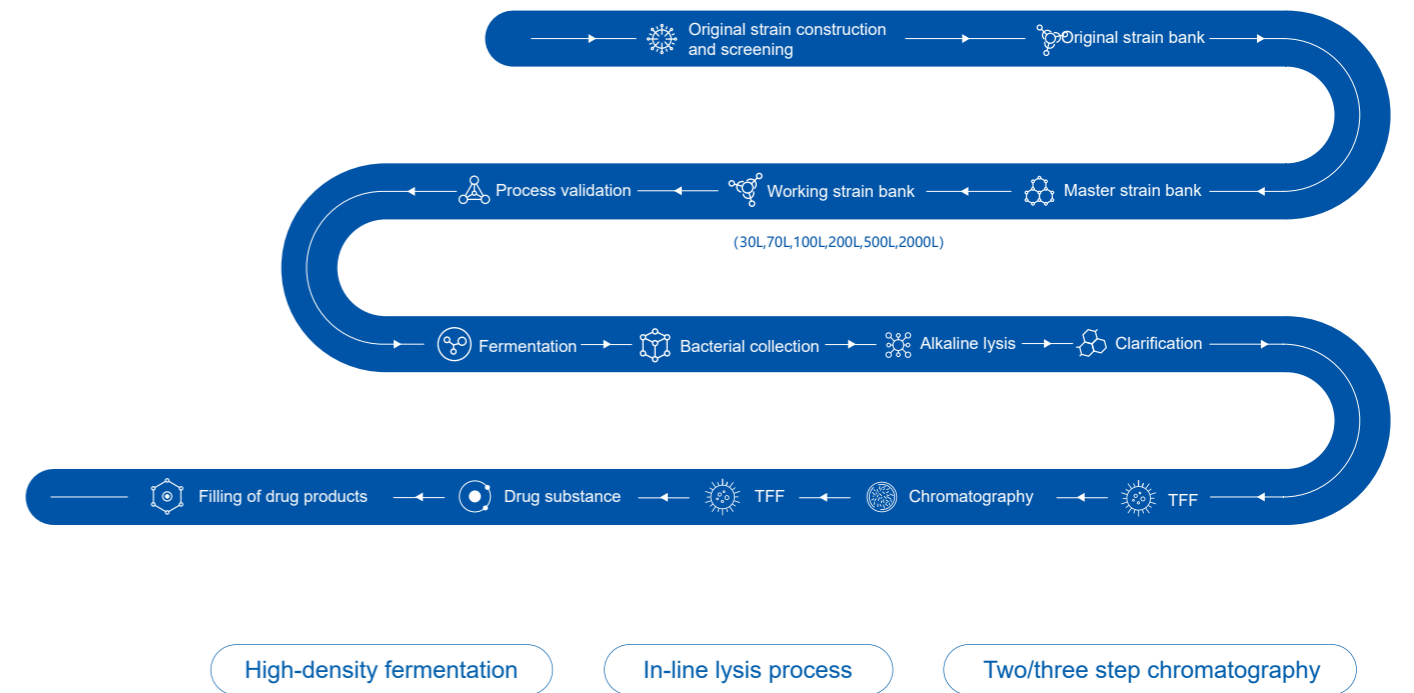 Original strain construction
and screening
Original strain bank
Master strain bank
Working strain bank
Process validation
(30L,70L,100L,200L,500L,2000L)
Fermentation
Bacterial collection
Alkaline lysis
Clarification
TFF
Chromatography
TFF
Drug substance
Filling of drug products
High-density fermentation
In-line lysis process
Two/three step chromatography